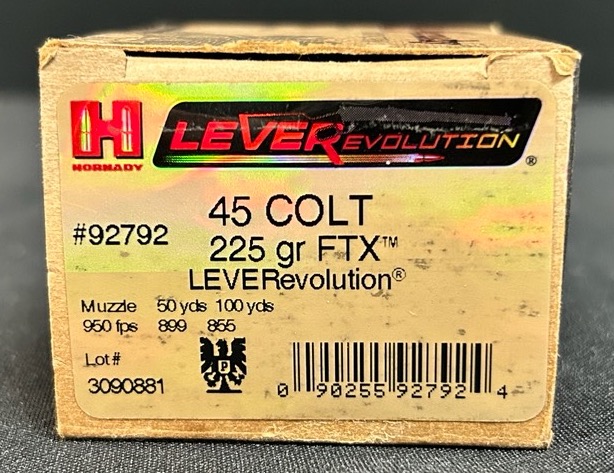 H
HORNADY
LEVEREVOLUTION®
#92792
45 COLT
225 gr FTX™
LEVERevolution®
Muzzle 50 yds 100 yds
950 fps 899 855
Lot#
3090881
P
0 90255 92792 4